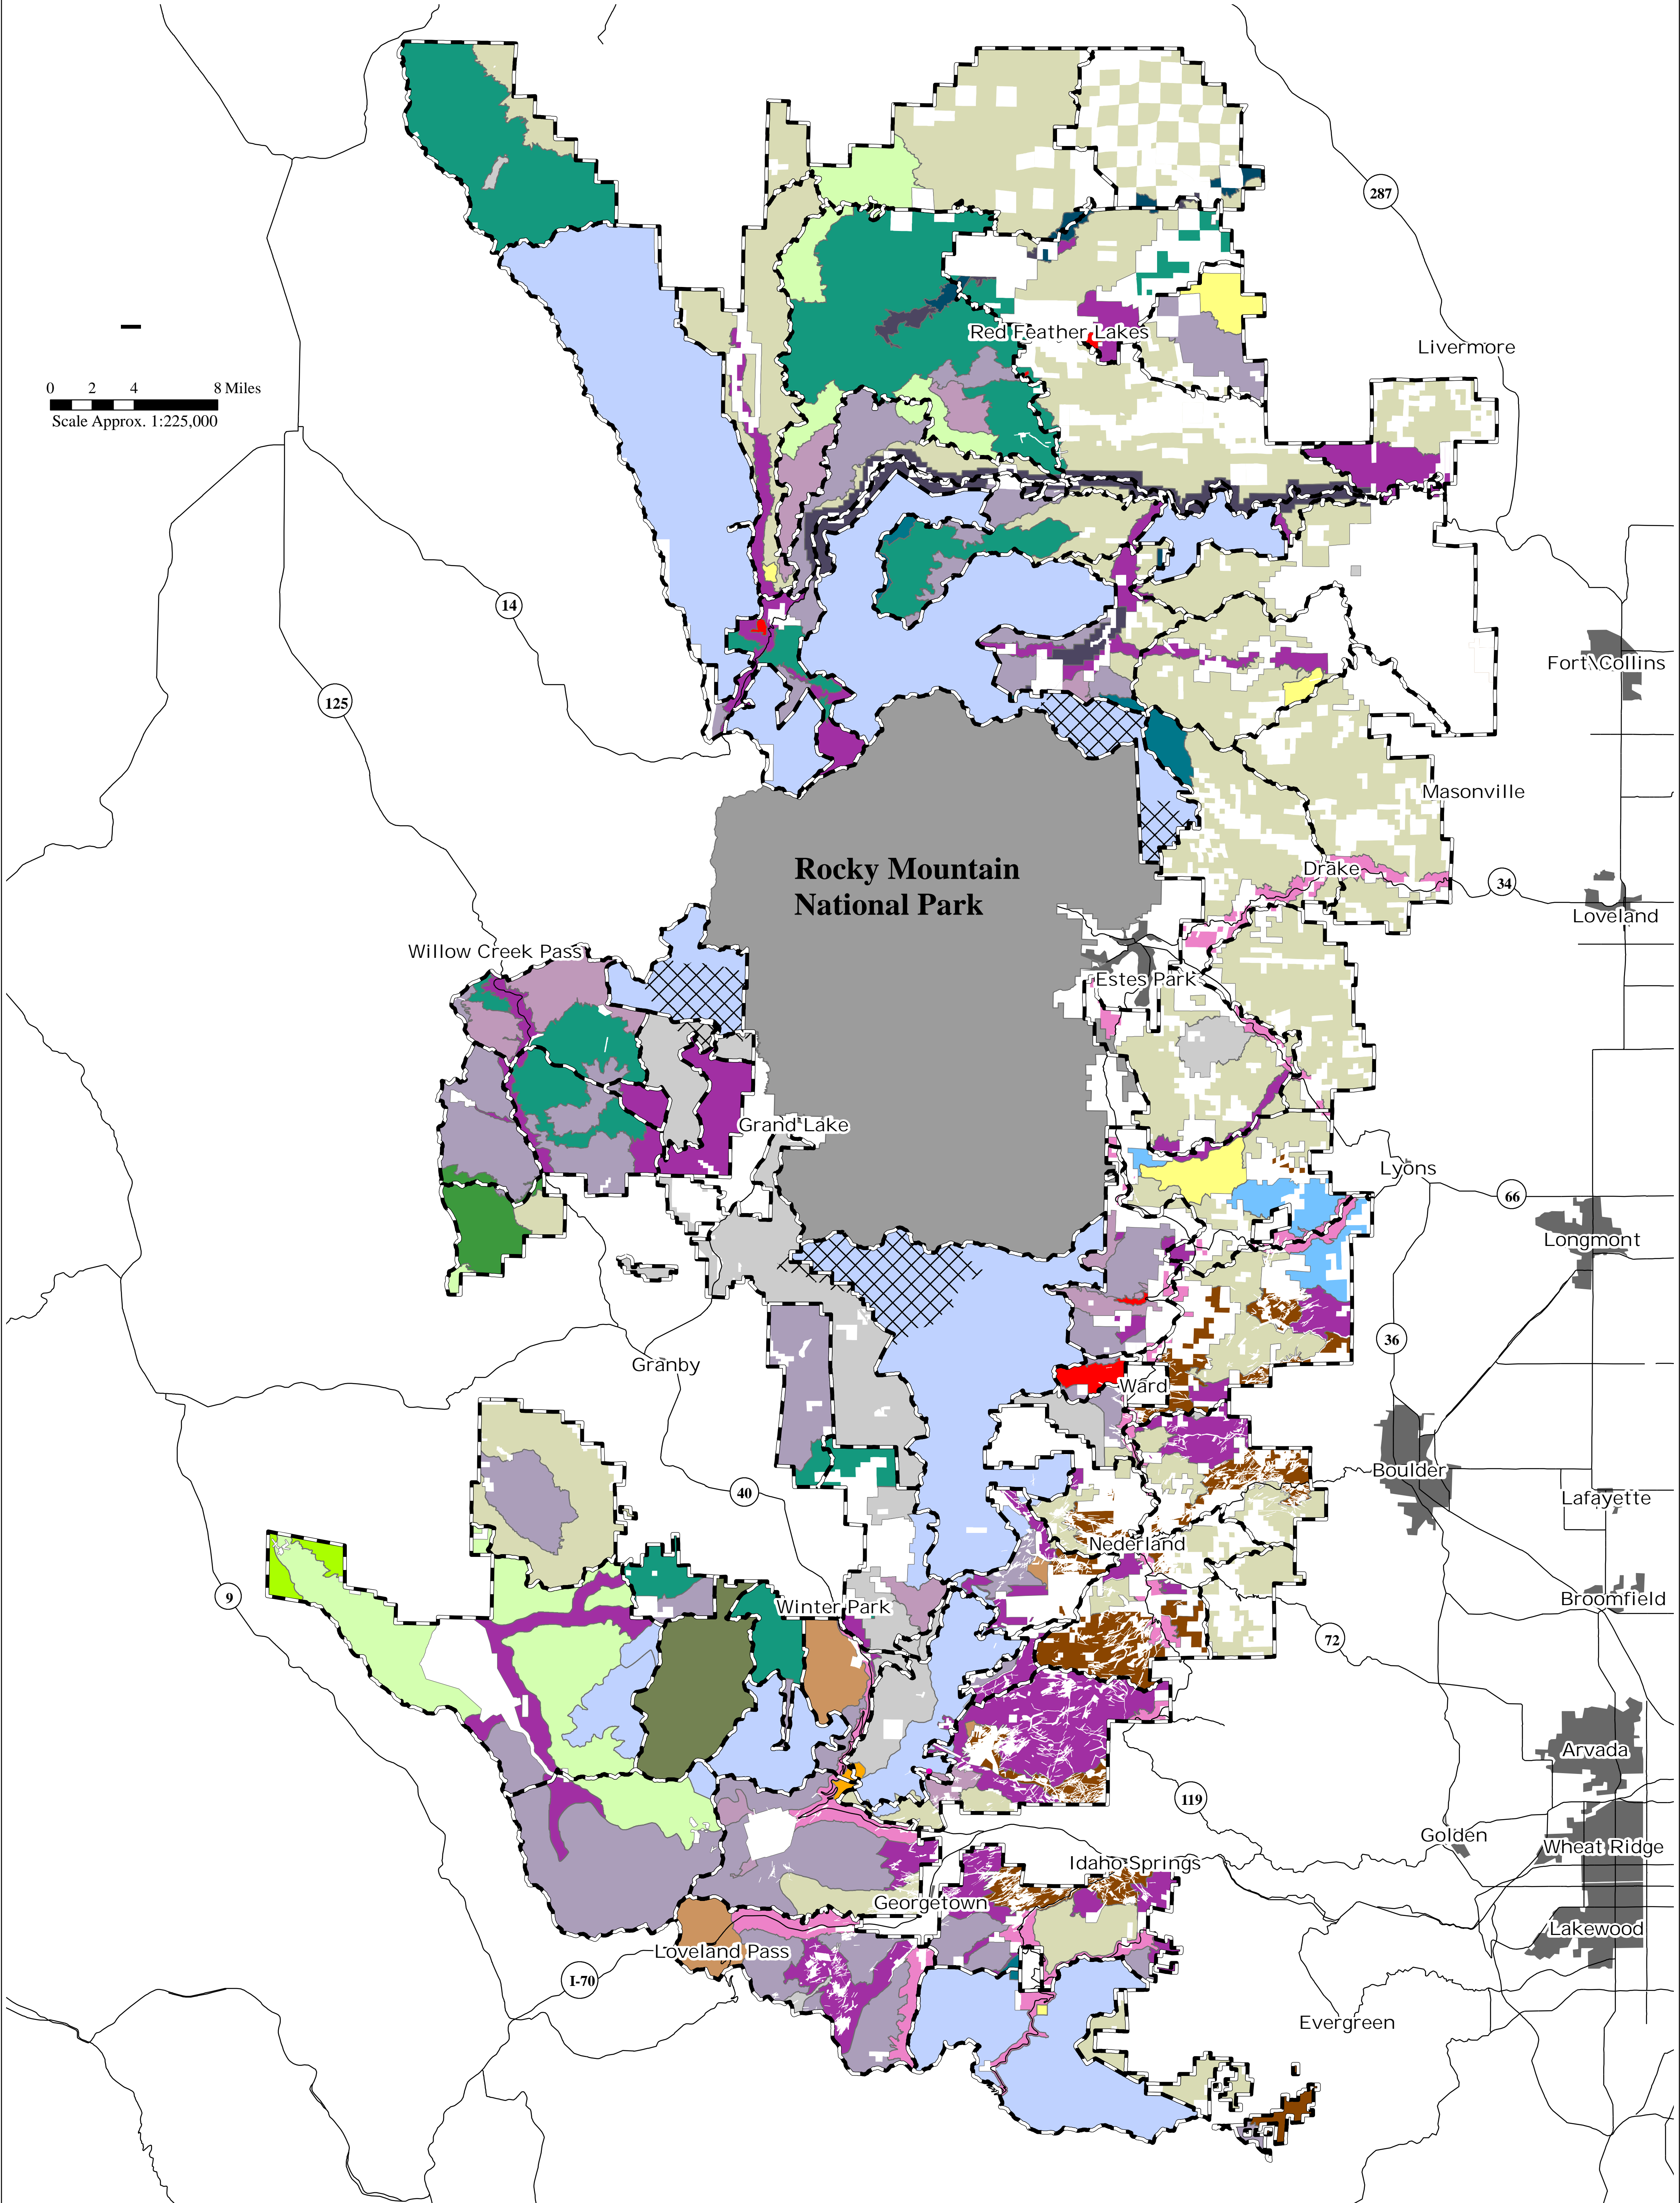 287
Red Feather Lakes
Livermore
0 2 4 8 Miles
Scale Approx. 1:225,000
14
Fort Collins
125
Masonville
Rocky Mountain
National Park
Drake
34
Loveland
Willow Creek Pass
Estes Park
Grand Lake
Lyons
66
Longmont
36
Granby
Ward
Boulder
40
Lafayette
Nederland
9
Winter Park
Broomfield
72
Arvada
119
Golden
Wheat Ridge
Idaho Springs
Georgetown
Lakewood
Loveland Pass
I-70
Evergreen